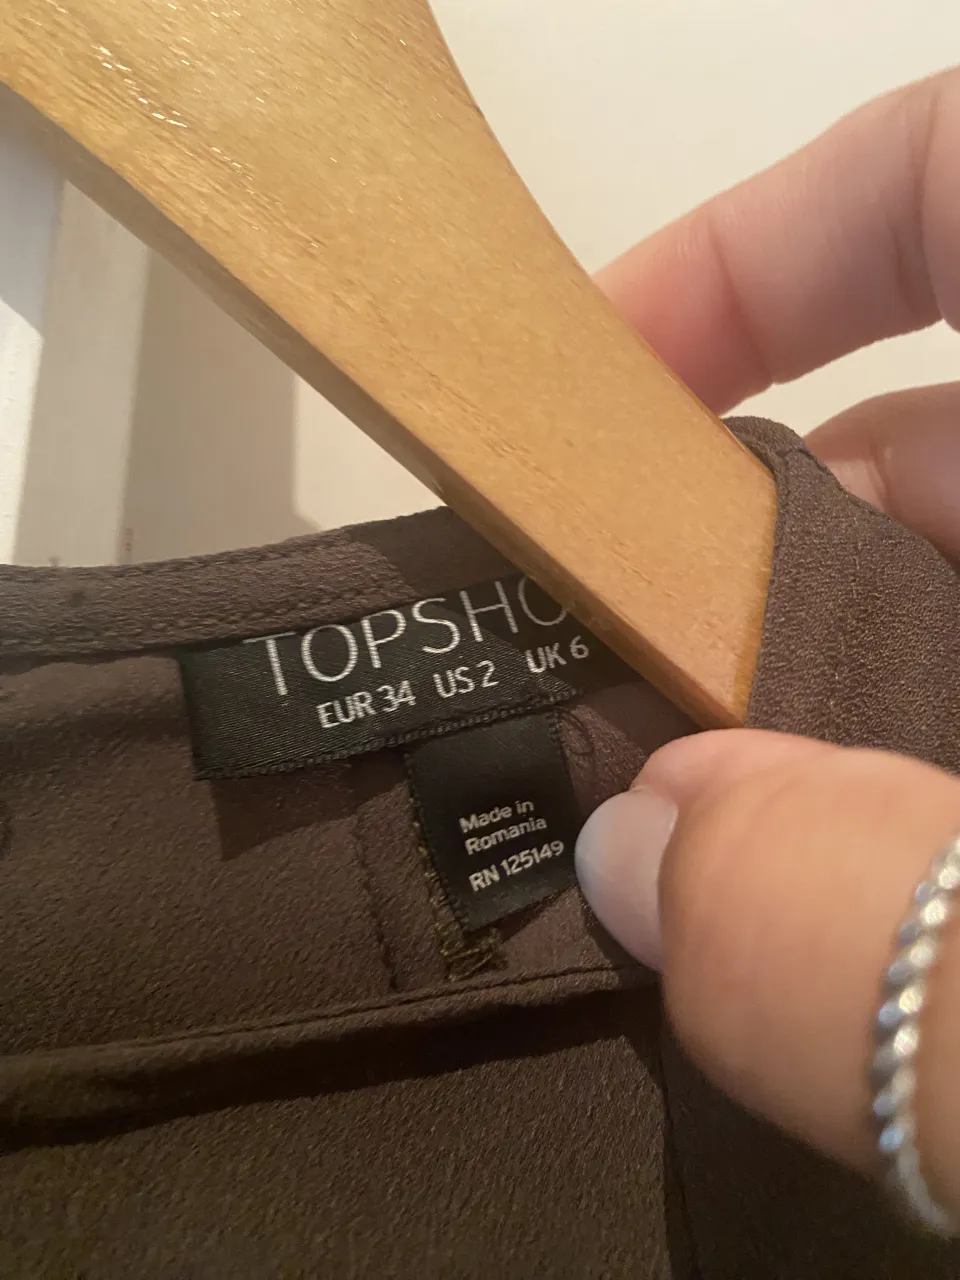 TOPSHO
EUR 34 US 2 UK 6
Made in
Romania
RN 125149